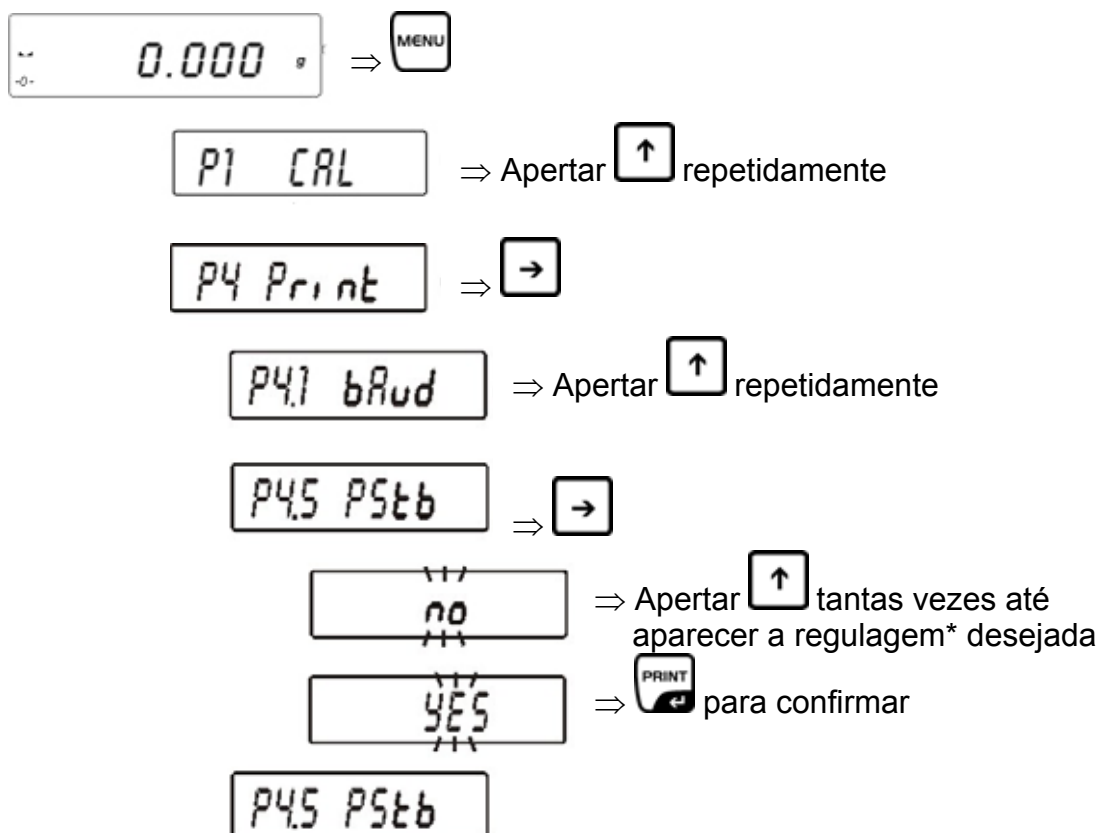 0.000 g ⇒ MENU
P1 CAL ⇒ Apertar ↑ repetidamente
P4 Print ⇒ →
P4.1 bAud ⇒ Apertar ↑ repetidamente
P4.5 PStb ⇒ →
no ⇒ Apertar ↑ tantas vezes até
aparecer a regulagem* desejada
YES ⇒ PRINT para confirmar
P4.5 PStb